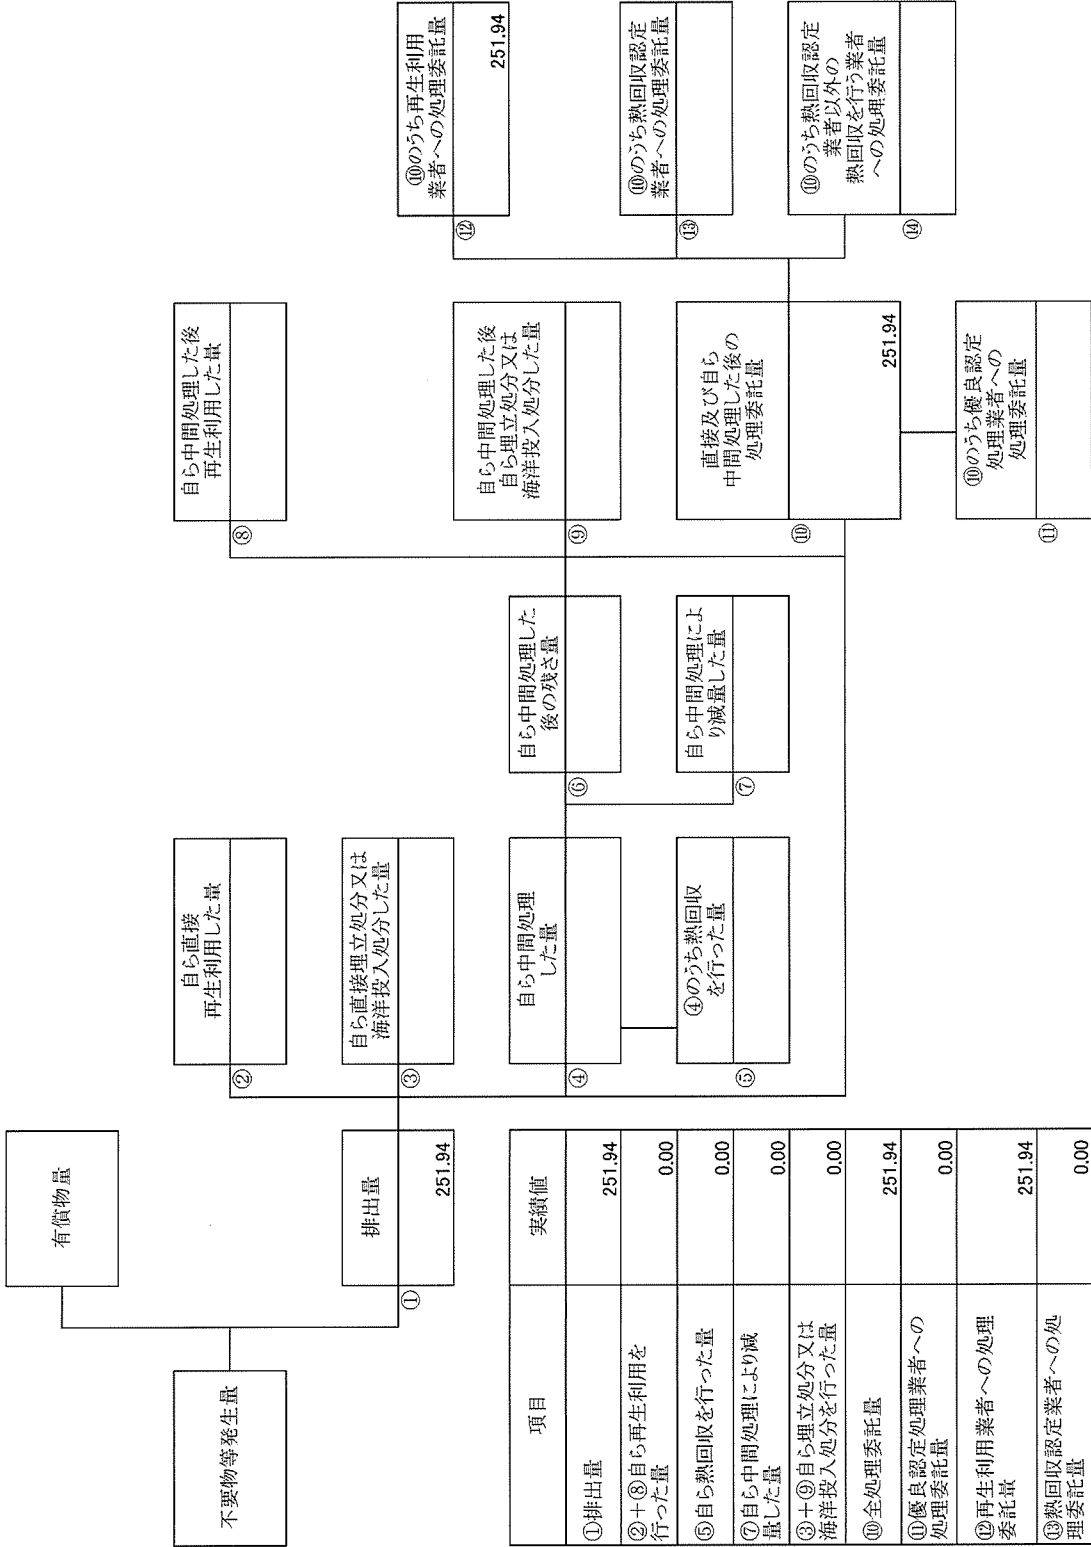 不要物等発生量
有償物量
①
排出量
251.94
②
自ら直接
再生利用した量
③
自ら直接埋立処分又は
海洋投入処分した量
④
自ら中間処理
した量
⑤
④のうち熱回収
を行った量
⑥
自ら中間処理した
後の残さ量
⑦
自ら中間処理によ
り減量した量
⑧
自ら中間処理した後
再生利用した量
⑨
自ら中間処理した後
自ら埋立処分又は
海洋投入処分した量
⑩
直接及び自ら
中間処理した後の
処理委託量
251.94
⑪
⑩のうち優良認定
処理業者への
処理委託量
⑫
⑩のうち再生利用
業者への処理委託量
251.94
⑬
⑩のうち熱回収認定
業者への処理委託量
⑭
⑩のうち熱回収認定
業者以外の
熱回収を行う業者
への処理委託量
項目 実績値
①排出量 251.94
②+⑧自ら再生利用を
行った量 0.00
⑤自ら熱回収を行った量 0.00
⑦自ら中間処理により減
量した量 0.00
③+⑨自ら埋立処分又は
海洋投入処分を行った量 0.00
⑩全処理委託量 251.94
⑪優良認定処理業者への
処理委託量 0.00
⑫再生利用業者への処理
委託量 251.94
⑬熱回収認定業者への処
理委託量 0.00